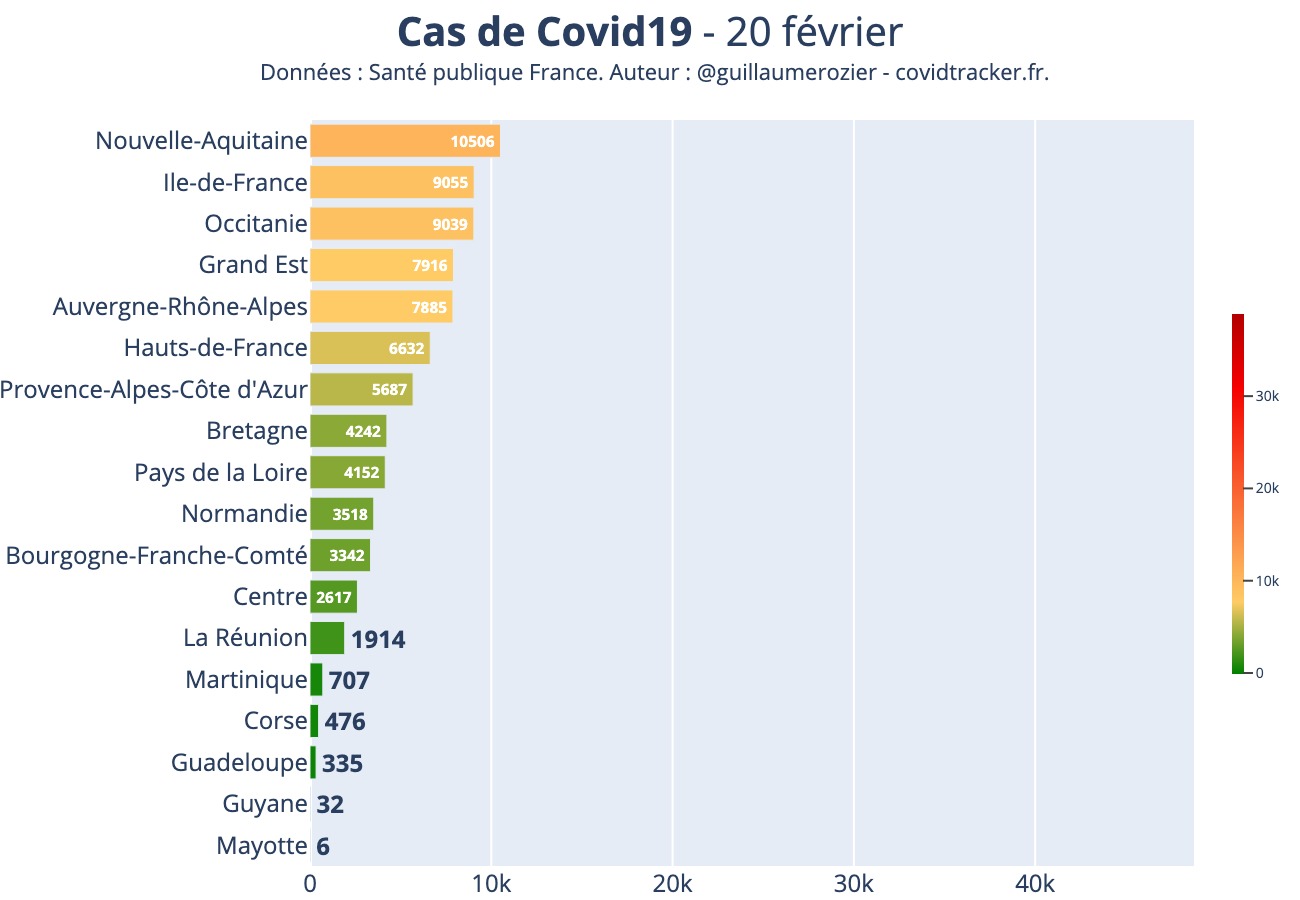 Cas de Covid19 - 20 février
Données : Santé publique France. Auteur : @guillaumerozier - covidtracker.fr.
Nouvelle-Aquitaine 10506
Ile-de-France 9055
Occitanie 9039
Grand Est 7916
Auvergne-Rhône-Alpes 7885
Hauts-de-France 6632
Provence-Alpes-Côte d'Azur 5687
Bretagne 4242
Pays de la Loire 4152
Normandie 3518
Bourgogne-Franche-Comté 3342
Centre 2617
La Réunion 1914
Martinique 707
Corse 476
Guadeloupe 335
Guyane 32
Mayotte 6
0 10k 20k 30k 40k
30k
20k
10k
0